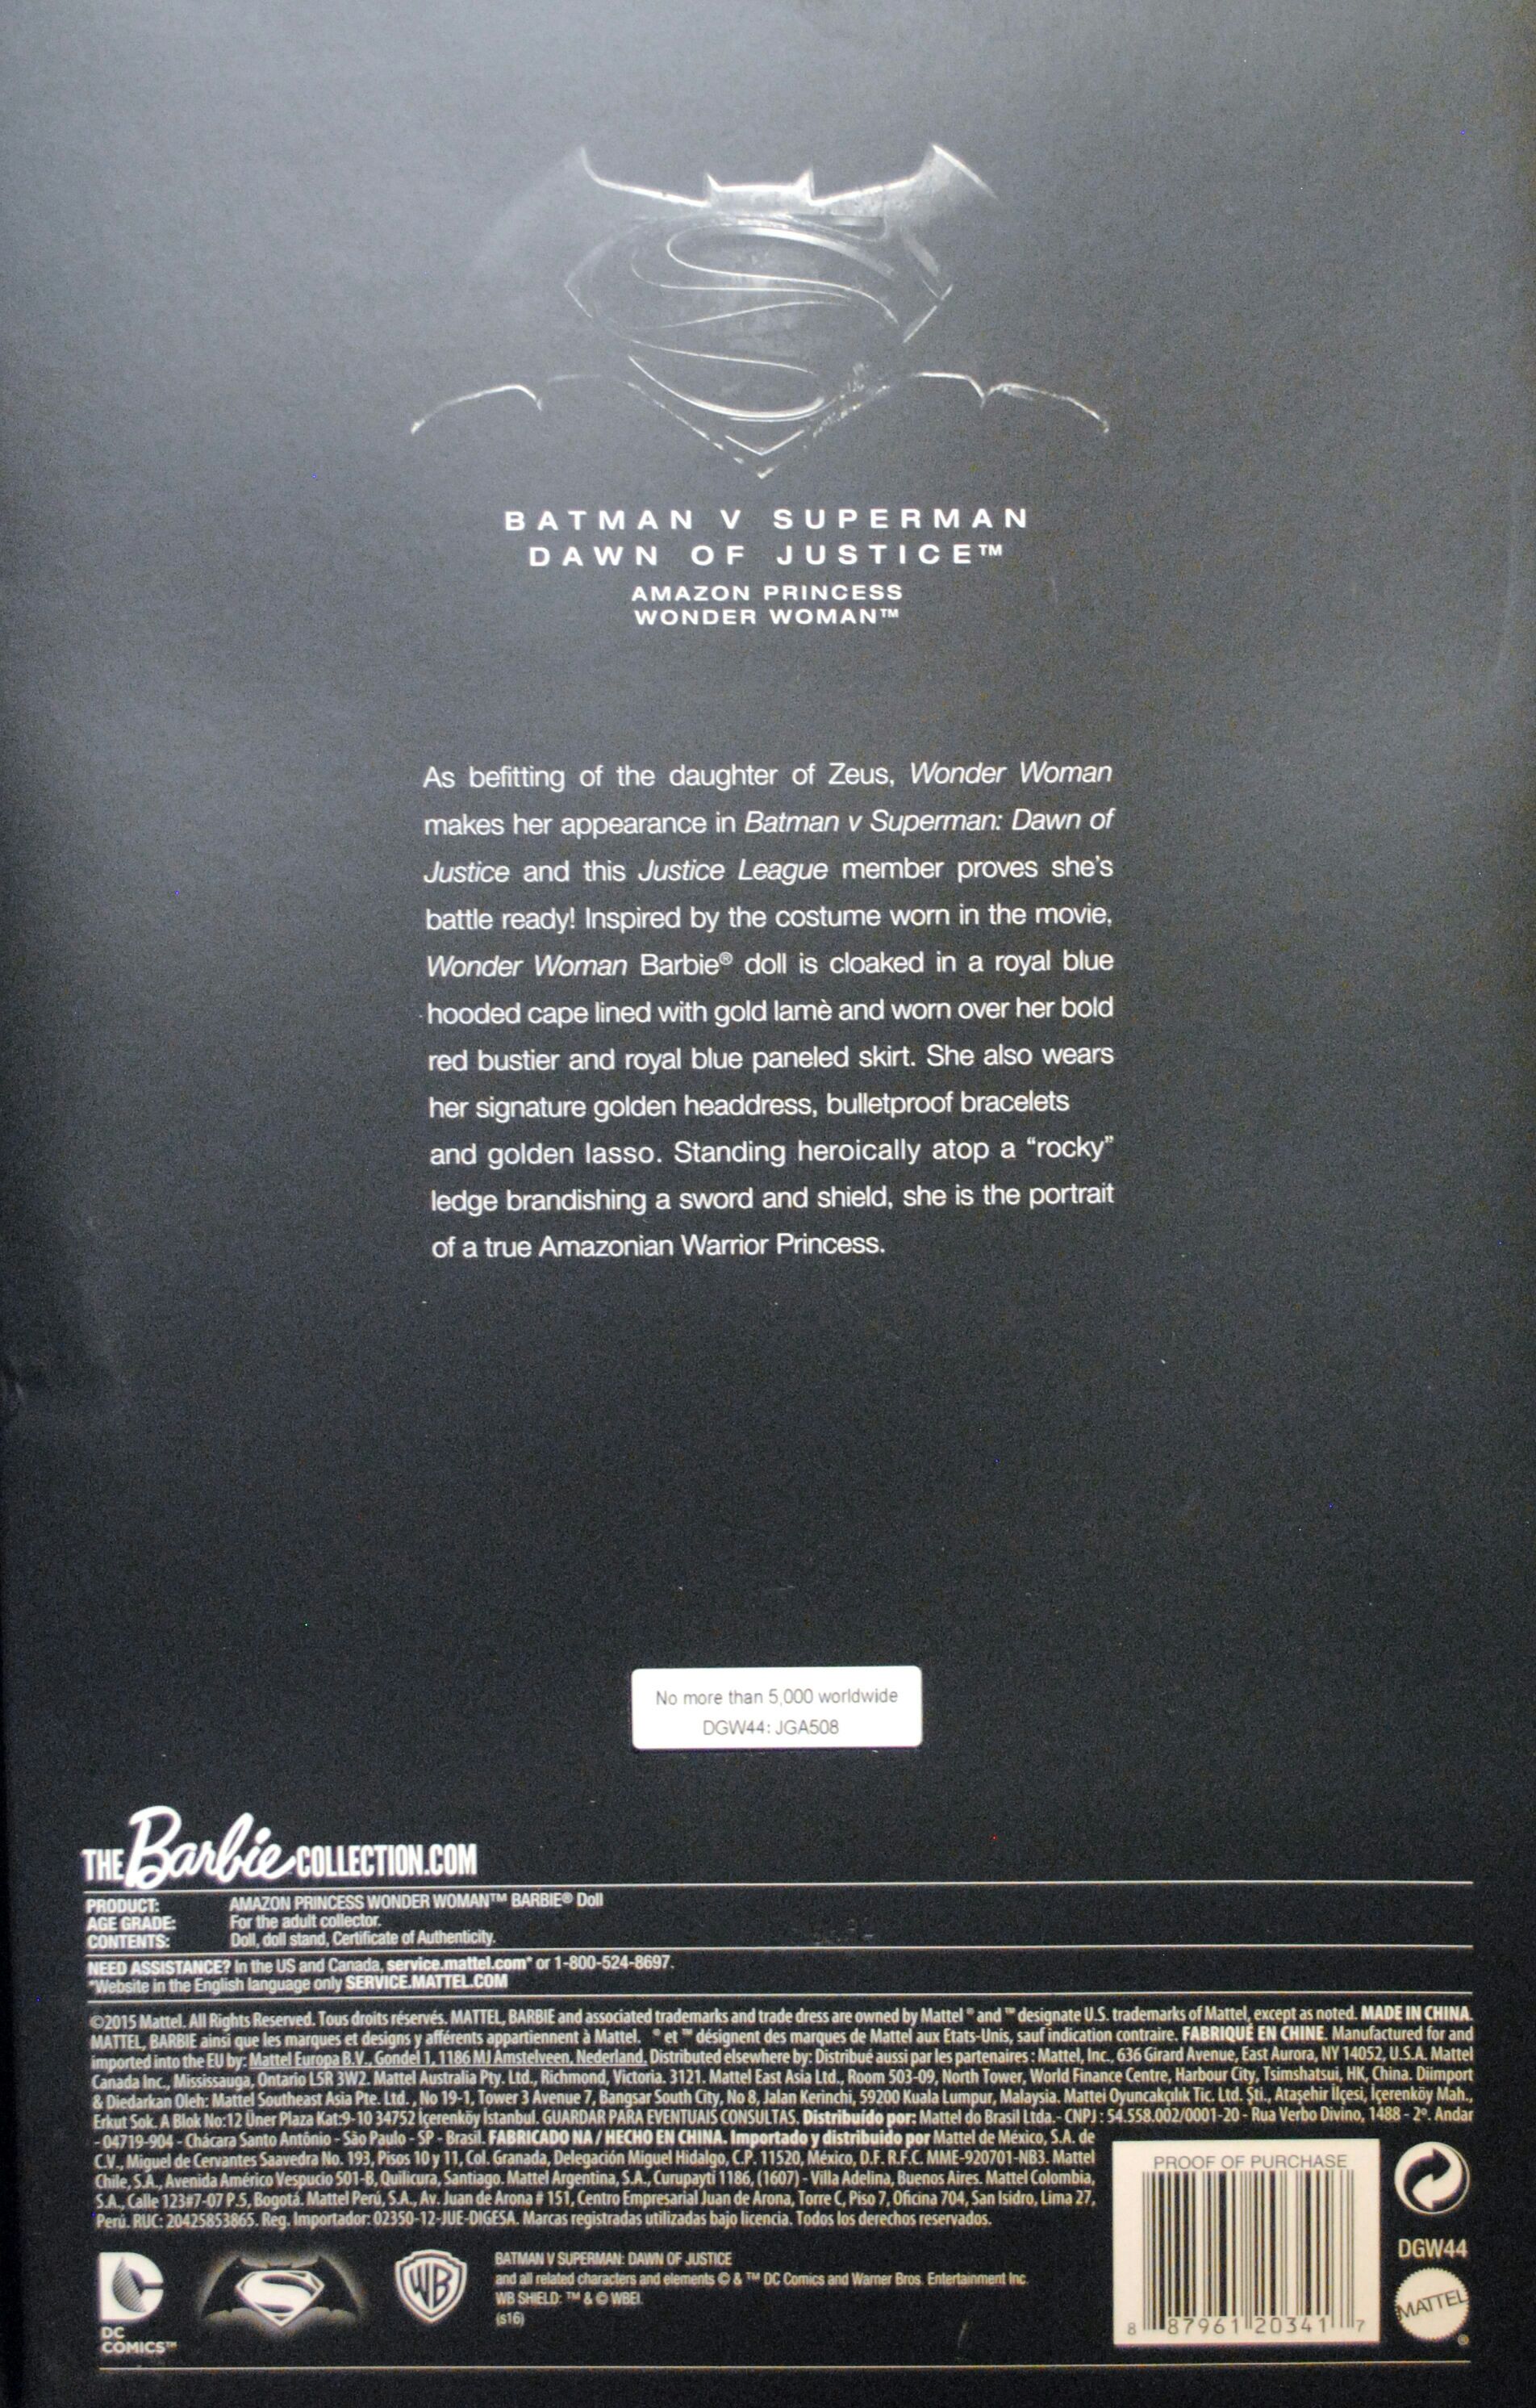 BATMAN V SUPERMAN
DAWN OF JUSTICE™
AMAZON PRINCESS
WONDER WOMAN™
As befitting of the daughter of Zeus, Wonder Woman
makes her appearance in Batman v Superman: Dawn of
Justice and this Justice League member proves she's
battle ready! Inspired by the costume worn in the movie,
Wonder Woman Barbie® doll is cloaked in a royal blue
hooded cape lined with gold lamè and worn over her bold
red bustier and royal blue paneled skirt. She also wears
her signature golden headdress, bulletproof bracelets
and golden lasso. Standing heroically atop a “rocky”
ledge brandishing a sword and shield, she is the portrait
of a true Amazonian Warrior Princess.
No more than 5,000 worldwide
DGW44: JGA508
THE Barbie COLLECTION.COM
PRODUCT: AMAZON PRINCESS WONDER WOMAN™ BARBIE® Doll
AGE GRADE: For the adult collector.
CONTENTS: Doll, doll stand, Certificate of Authenticity.
NEED ASSISTANCE? In the US and Canada, service.mattel.com* or 1-800-524-8697.
*Website in the English language only SERVICE.MATTEL.COM
©2015 Mattel. All Rights Reserved. Tous droits réservés. MATTEL, BARBIE and associated trademarks and trade dress are owned by Mattel ® and ™ designate U.S. trademarks of Mattel, except as noted. MADE IN CHINA.
MATTEL, BARBIE ainsi que les marques et designs y afférents appartiennent à Mattel. ® et ™ désignent des marques de Mattel aux Etats-Unis, sauf indication contraire. FABRIQUÉ EN CHINE. Manufactured for and
imported into the EU by: Mattel Europa B.V., Gondel 1, 1186 MJ Amstelveen, Nederland. Distributed elsewhere by: Distribué aussi par les partenaires : Mattel, Inc., 636 Girard Avenue, East Aurora, NY 14052, U.S.A. Mattel
Canada Inc., Mississauga, Ontario L5R 3W2. Mattel Australia Pty. Ltd., Richmond, Victoria. 3121. Mattel East Asia Ltd., Room 503-09, North Tower, World Finance Centre, Harbour City, Tsimshatsui, HK, China. Diimport
& Diedarkan Oleh: Mattel Southeast Asia Pte. Ltd. , No 19-1, Tower 3 Avenue 7, Bangsar South City, No 8, Jalan Kerinchi, 59200 Kuala Lumpur, Malaysia. Mattel Oyuncakçılık Tic. Ltd. Şti., Ataşehir İlçesi, İçerenköy Mah.,
Erkut Sok. A Blok No:12 Üner Plaza Kat:9-10 34752 İçerenköy İstanbul. GUARDAR PARA EVENTUAIS CONSULTAS. Distribuído por: Mattel do Brasil Ltda.- CNPJ : 54.558.002/0001-20 - Rua Verbo Divino, 1488 - 2º. Andar
- 04719-904 - Chácara Santo Antônio - São Paulo - SP - Brasil. FABRICADO NA / HECHO EN CHINA. Importado y distribuido por Mattel de México, S.A. de
C.V., Miguel de Cervantes Saavedra No. 193, Pisos 10 y 11, Col. Granada, Delegación Miguel Hidalgo, C.P. 11520, México, D.F. R.F.C. MME-920701-NB3. Mattel
Chile, S.A., Avenida Américo Vespucio 501-B, Quilicura, Santiago. Mattel Argentina, S.A., Curupayti 1186, (1607) - Villa Adelina, Buenos Aires. Mattel Colombia,
S.A., Calle 123#7-07 P.5, Bogotá. Mattel Perú, S.A., Av. Juan de Arona # 151, Centro Empresarial Juan de Arona, Torre C, Piso 7, Oficina 704, San Isidro, Lima 27,
Perú. RUC: 20425853865. Reg. Importador: 02350-12-JUE-DIGESA. Marcas registradas utilizadas bajo licencia. Todos los derechos reservados.
PROOF OF PURCHASE
8 87961 20341 7
DGW44
MATTEL®
DC
COMICS™
WB
BATMAN V SUPERMAN: DAWN OF JUSTICE
and all related characters and elements © & ™ DC Comics and Warner Bros. Entertainment Inc.
WB SHIELD: ™ & © WBEI.
(s16)